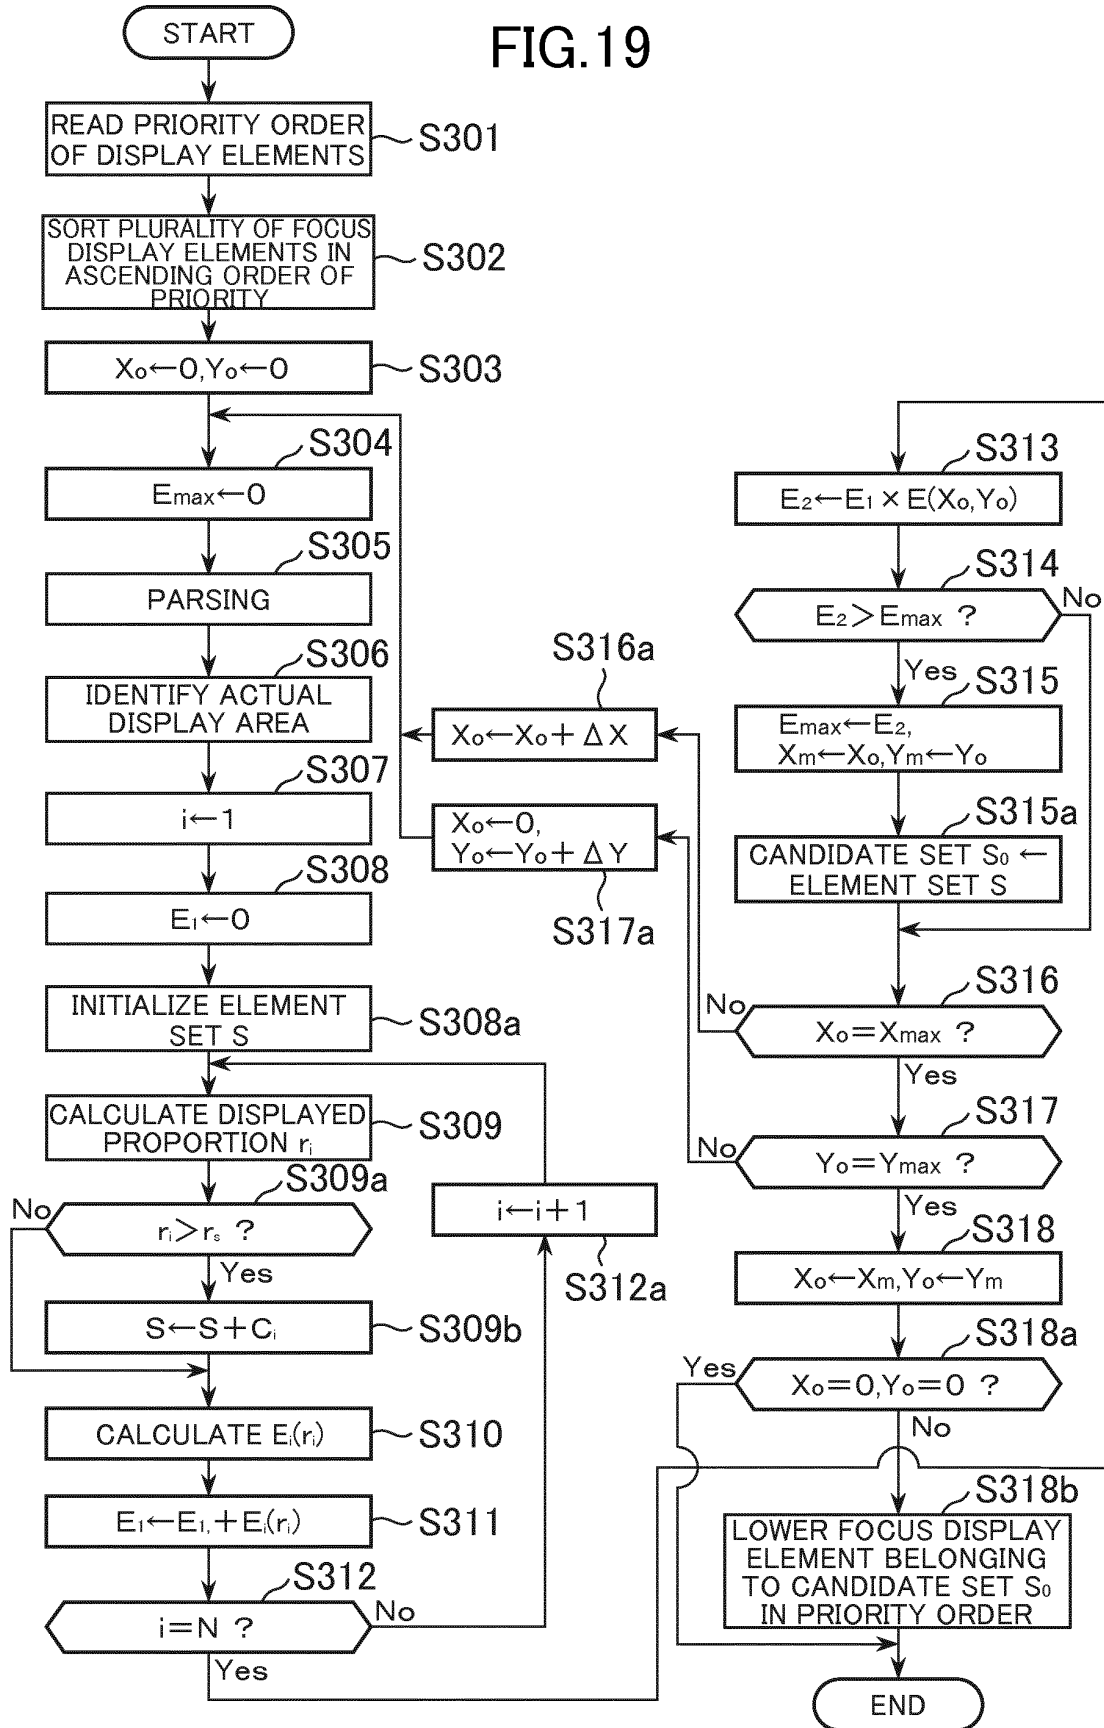 START
FIG.19
READ PRIORITY ORDER
OF DISPLAY ELEMENTS
S301
SORT PLURALITY OF FOCUS
DISPLAY ELEMENTS IN
ASCENDING ORDER OF
PRIORITY
S302
X₀←0,Y₀←0
S303
S304
Emax←0
S305
PARSING
S306
IDENTIFY ACTUAL
DISPLAY AREA
S307
i←1
S308
E₁←0
INITIALIZE ELEMENT
SET S
S308a
CALCULATE DISPLAYED
PROPORTION rᵢ
S309
S309a
No
rᵢ>rₛ ?
Yes
S←S+Cᵢ
S309b
CALCULATE Eᵢ(rᵢ)
S310
E₁←E₁,+Eᵢ(rᵢ)
S311
S312
i=N ?
No
Yes
i←i+1
S312a
S316a
X₀←X₀+ΔX
X₀←0,
Y₀←Y₀+ΔY
S317a
S313
E₂←E₁×E(X₀,Y₀)
S314
E₂>Emax ?
No
Yes
S315
Emax←E₂,
Xm←X₀,Ym←Y₀
S315a
CANDIDATE SET S₀←
ELEMENT SET S
S316
No
X₀=Xmax ?
Yes
S317
No
Y₀=Ymax ?
Yes
S318
X₀←Xm,Y₀←Ym
S318a
Yes
X₀=0,Y₀=0 ?
No
S318b
LOWER FOCUS DISPLAY
ELEMENT BELONGING
TO CANDIDATE SET S₀
IN PRIORITY ORDER
END